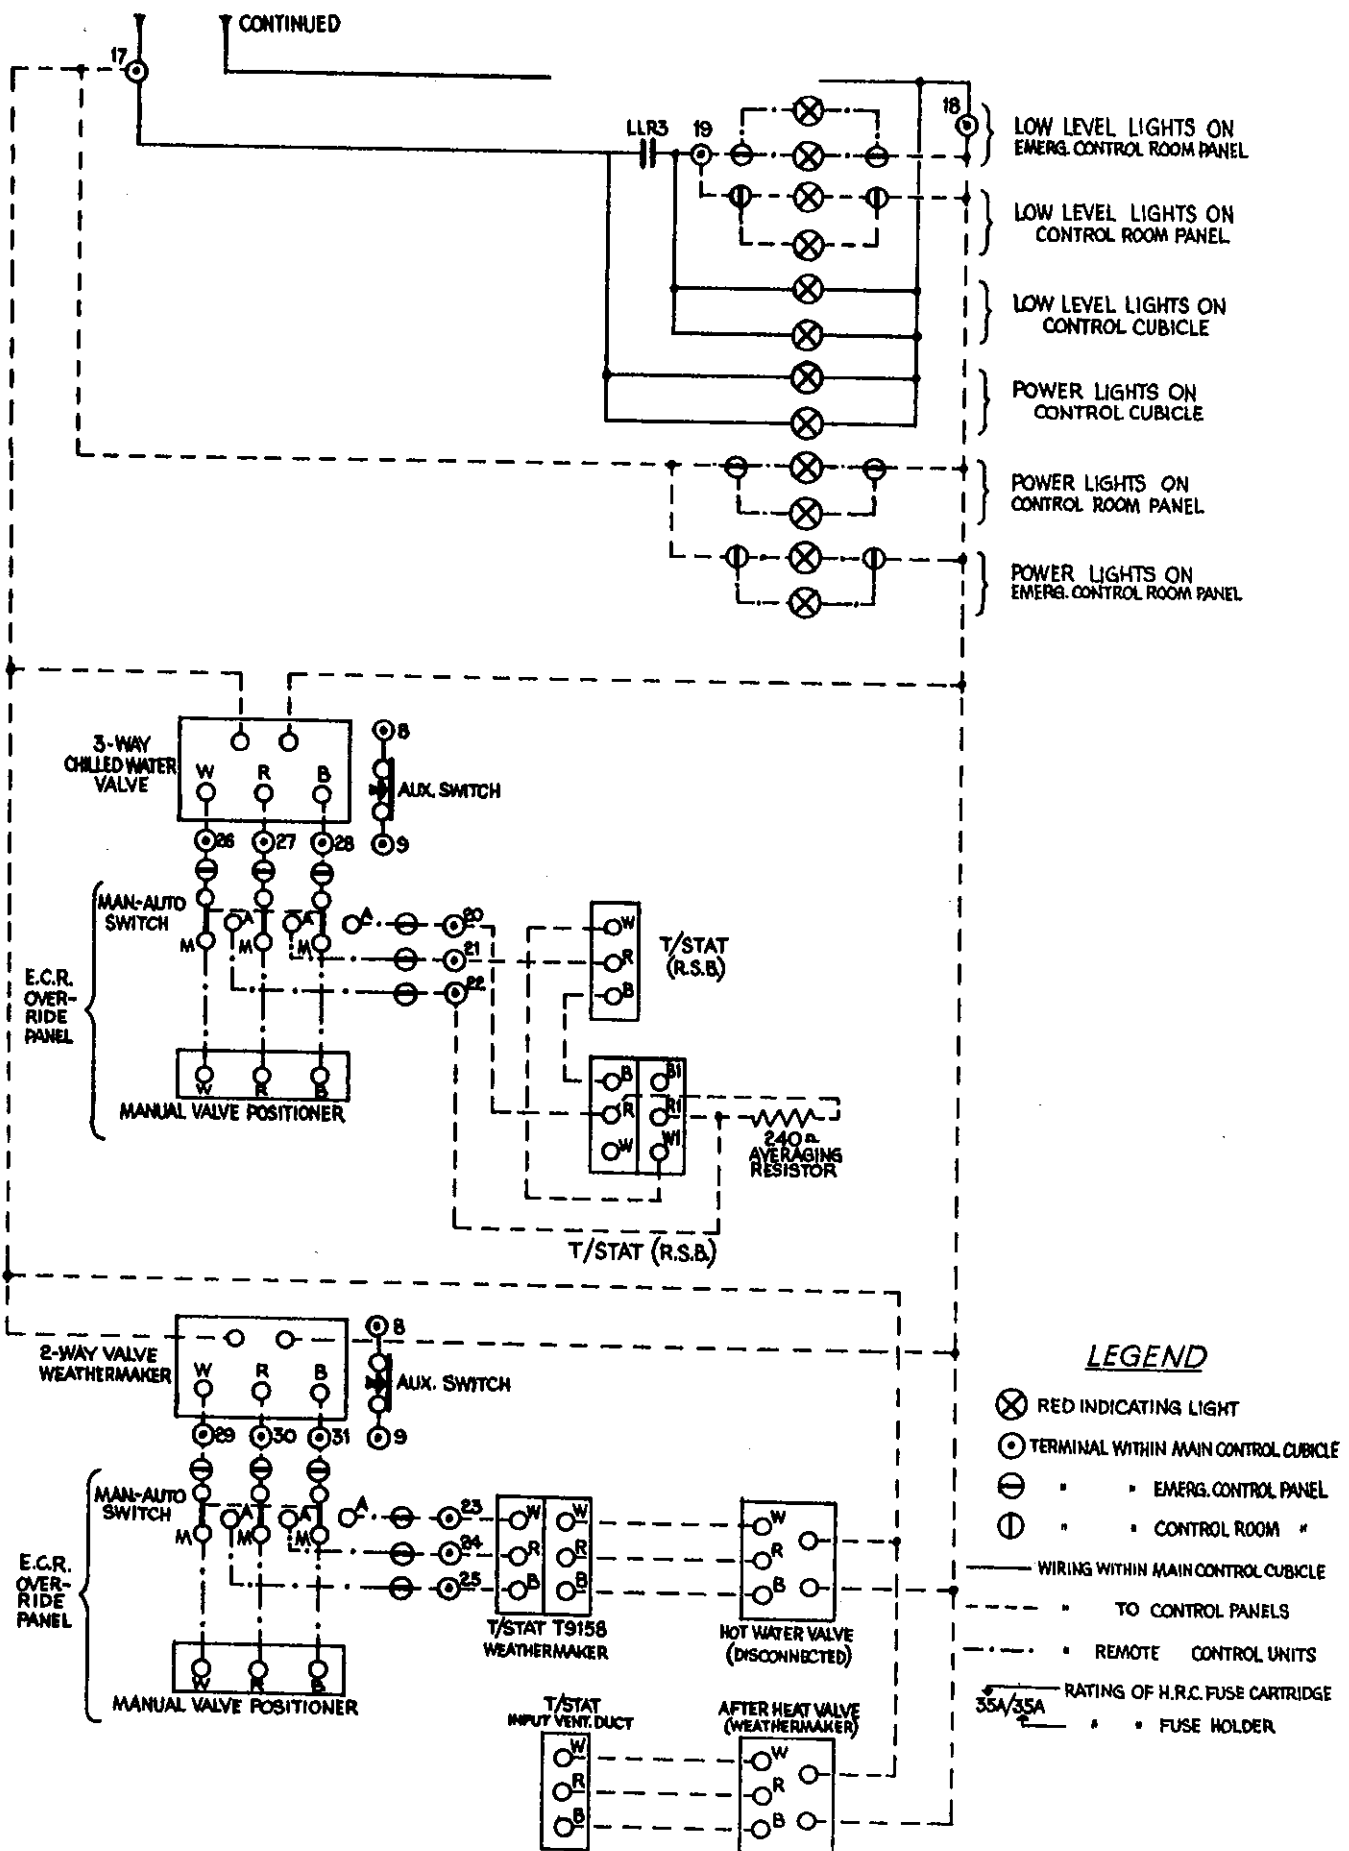 CONTINUED
17
LLR3
19
18
LOW LEVEL LIGHTS ON
EMERG. CONTROL ROOM PANEL
LOW LEVEL LIGHTS ON
CONTROL ROOM PANEL
LOW LEVEL LIGHTS ON
CONTROL CUBICLE
POWER LIGHTS ON
CONTROL CUBICLE
POWER LIGHTS ON
CONTROL ROOM PANEL
POWER LIGHTS ON
EMERG. CONTROL ROOM PANEL
3-WAY
CHILLED WATER
VALVE
W R B
8
AUX. SWITCH
9
26 27 28
MAN-AUTO
SWITCH
A A A
M M M
20
21
22
E.C.R.
OVER-
RIDE
PANEL
W R B
MANUAL VALVE POSITIONER
W
R
B
T/STAT
(R.S.B.)
B B1
R R1
W W1
240Ω
AVERAGING
RESISTOR
T/STAT (R.S.B.)
2-WAY VALVE
WEATHERMAKER
W R B
8
AUX. SWITCH
9
29 30 31
MAN-AUTO
SWITCH
A A A
M M M
23
24
25
E.C.R.
OVER-
RIDE
PANEL
W R B
MANUAL VALVE POSITIONER
W W
R R
B B
T/STAT T915B
WEATHERMAKER
W
R
B
HOT WATER VALVE
(DISCONNECTED)
T/STAT
INPUT VENT. DUCT
W
R
B
AFTER HEAT VALVE
(WEATHERMAKER)
W
R
B
LEGEND
RED INDICATING LIGHT
TERMINAL WITHIN MAIN CONTROL CUBICLE
" " EMERG. CONTROL PANEL
" " CONTROL ROOM "
WIRING WITHIN MAIN CONTROL CUBICLE
" TO CONTROL PANELS
" REMOTE CONTROL UNITS
35A/35A
RATING OF H.R.C. FUSE CARTRIDGE
" " FUSE HOLDER